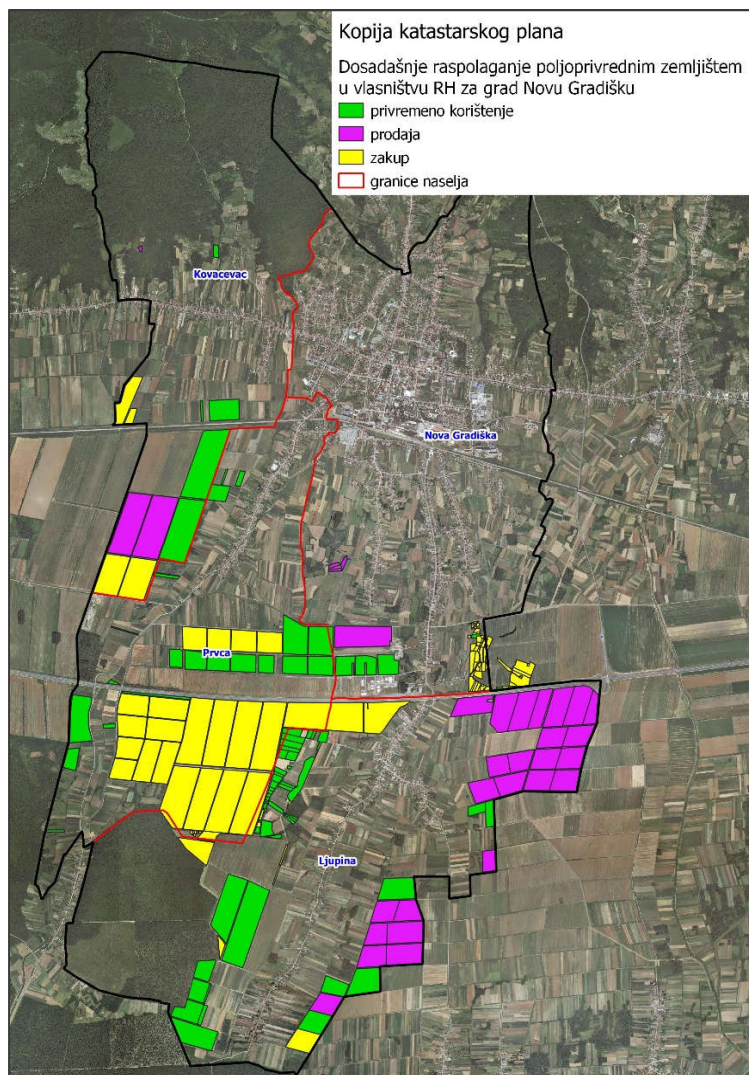 Kopija katastarskog plana
Dosadašnje raspolaganje poljoprivrednim zemljištem
u vlasništvu RH za grad Novu Gradišku
privremeno korištenje
prodaja
zakup
granice naselja
Kovacevac
Nova Gradiška
Prvca
Ljupina